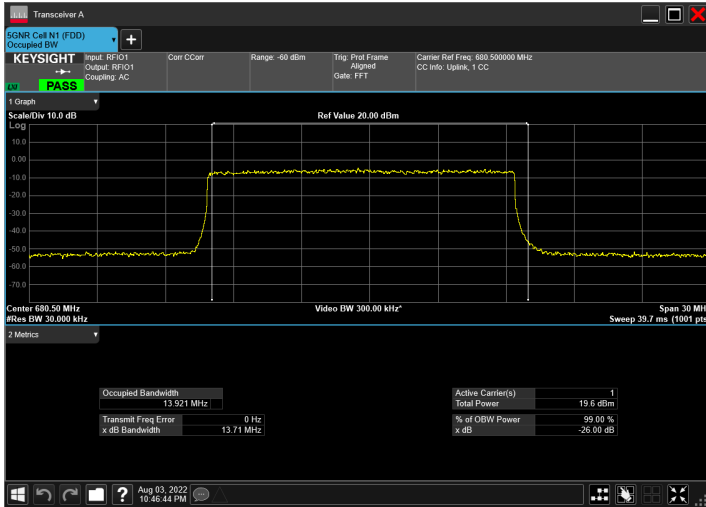 Transceiver A
5GNR Cell N1 (FDD)
Occupied BW
KEYSIGHT
LXI
PASS
Input: RFIO1
Output: RFIO1
Coupling: AC
Corr CCorr
Range: -60 dBm
Trig: Prot Frame
Aligned
Gate: FFT
Carrier Ref Freq: 680.500000 MHz
CC Info: Uplink, 1 CC
1 Graph
Scale/Div 10.0 dB
Ref Value 20.00 dBm
Log
10.0
0.00
-10.0
-20.0
-30.0
-40.0
-50.0
-60.0
-70.0
Center 680.50 MHz
Video BW 300.00 kHz*
Span 30 MH
#Res BW 30.000 kHz
Sweep 39.7 ms (1001 pts
2 Metrics
Occupied Bandwidth
13.921 MHz
Transmit Freq Error 0 Hz
x dB Bandwidth 13.71 MHz
Active Carrier(s) 1
Total Power 19.6 dBm
% of OBW Power 99.00 %
x dB -26.00 dB
?
Aug 03, 2022
10:46:44 PM